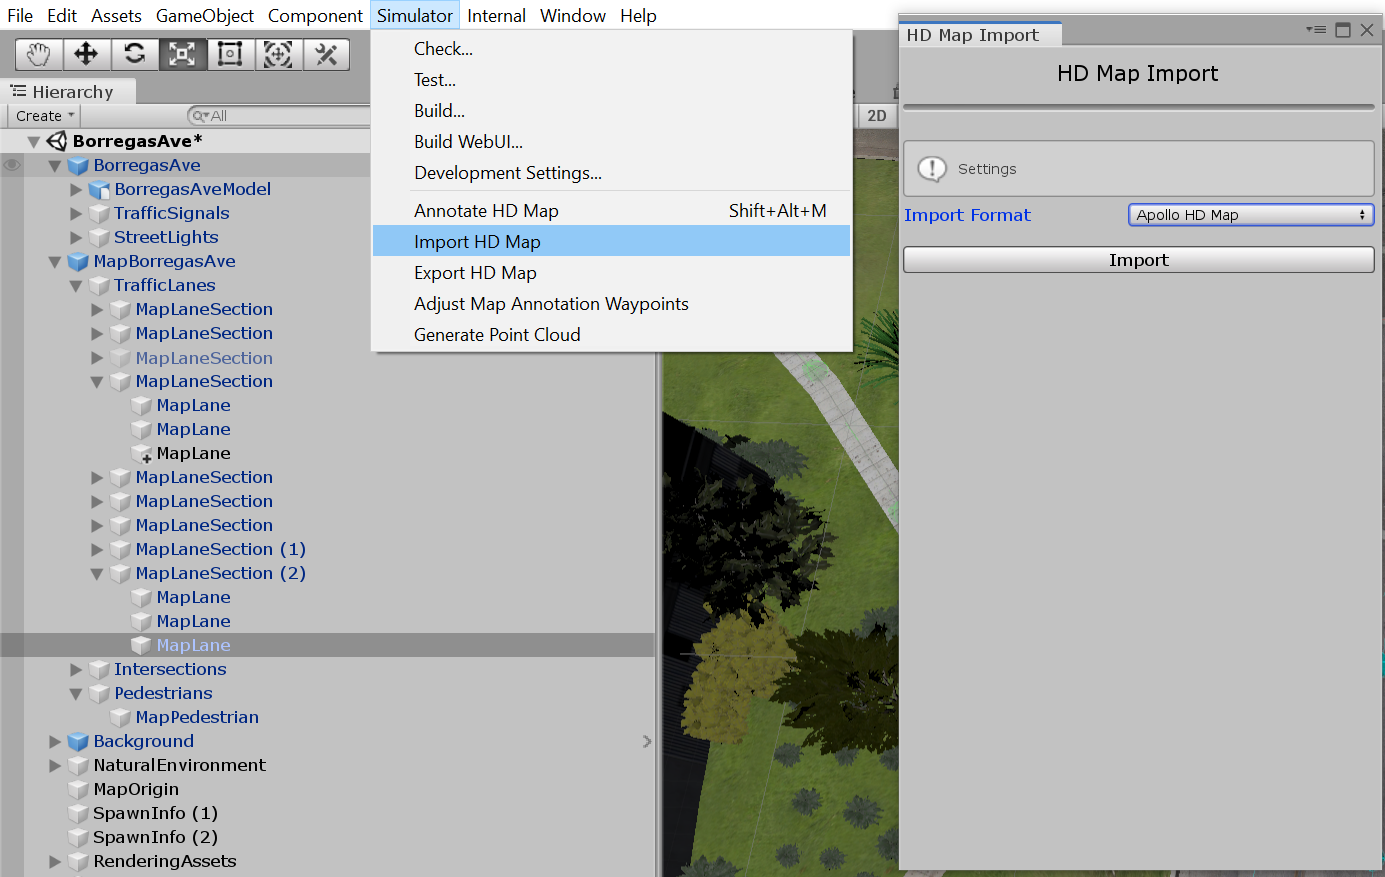 File Edit Assets GameObject Component Simulator Internal Window Help
Hierarchy
Create All
BorregasAve*
BorregasAve
BorregasAveModel
TrafficSignals
StreetLights
MapBorregasAve
TrafficLanes
MapLaneSection
MapLaneSection
MapLaneSection
MapLaneSection
MapLane
MapLane
MapLane
MapLaneSection
MapLaneSection
MapLaneSection
MapLaneSection (1)
MapLaneSection (2)
MapLane
MapLane
MapLane
Intersections
Pedestrians
MapPedestrian
Background
NaturalEnvironment
MapOrigin
SpawnInfo (1)
SpawnInfo (2)
RenderingAssets
Check...
Test...
Build...
Build WebUI...
Development Settings...
Annotate HD Map Shift+Alt+M
Import HD Map
Export HD Map
Adjust Map Annotation Waypoints
Generate Point Cloud
2D
HD Map Import
HD Map Import
Settings
Import Format Apollo HD Map
Import